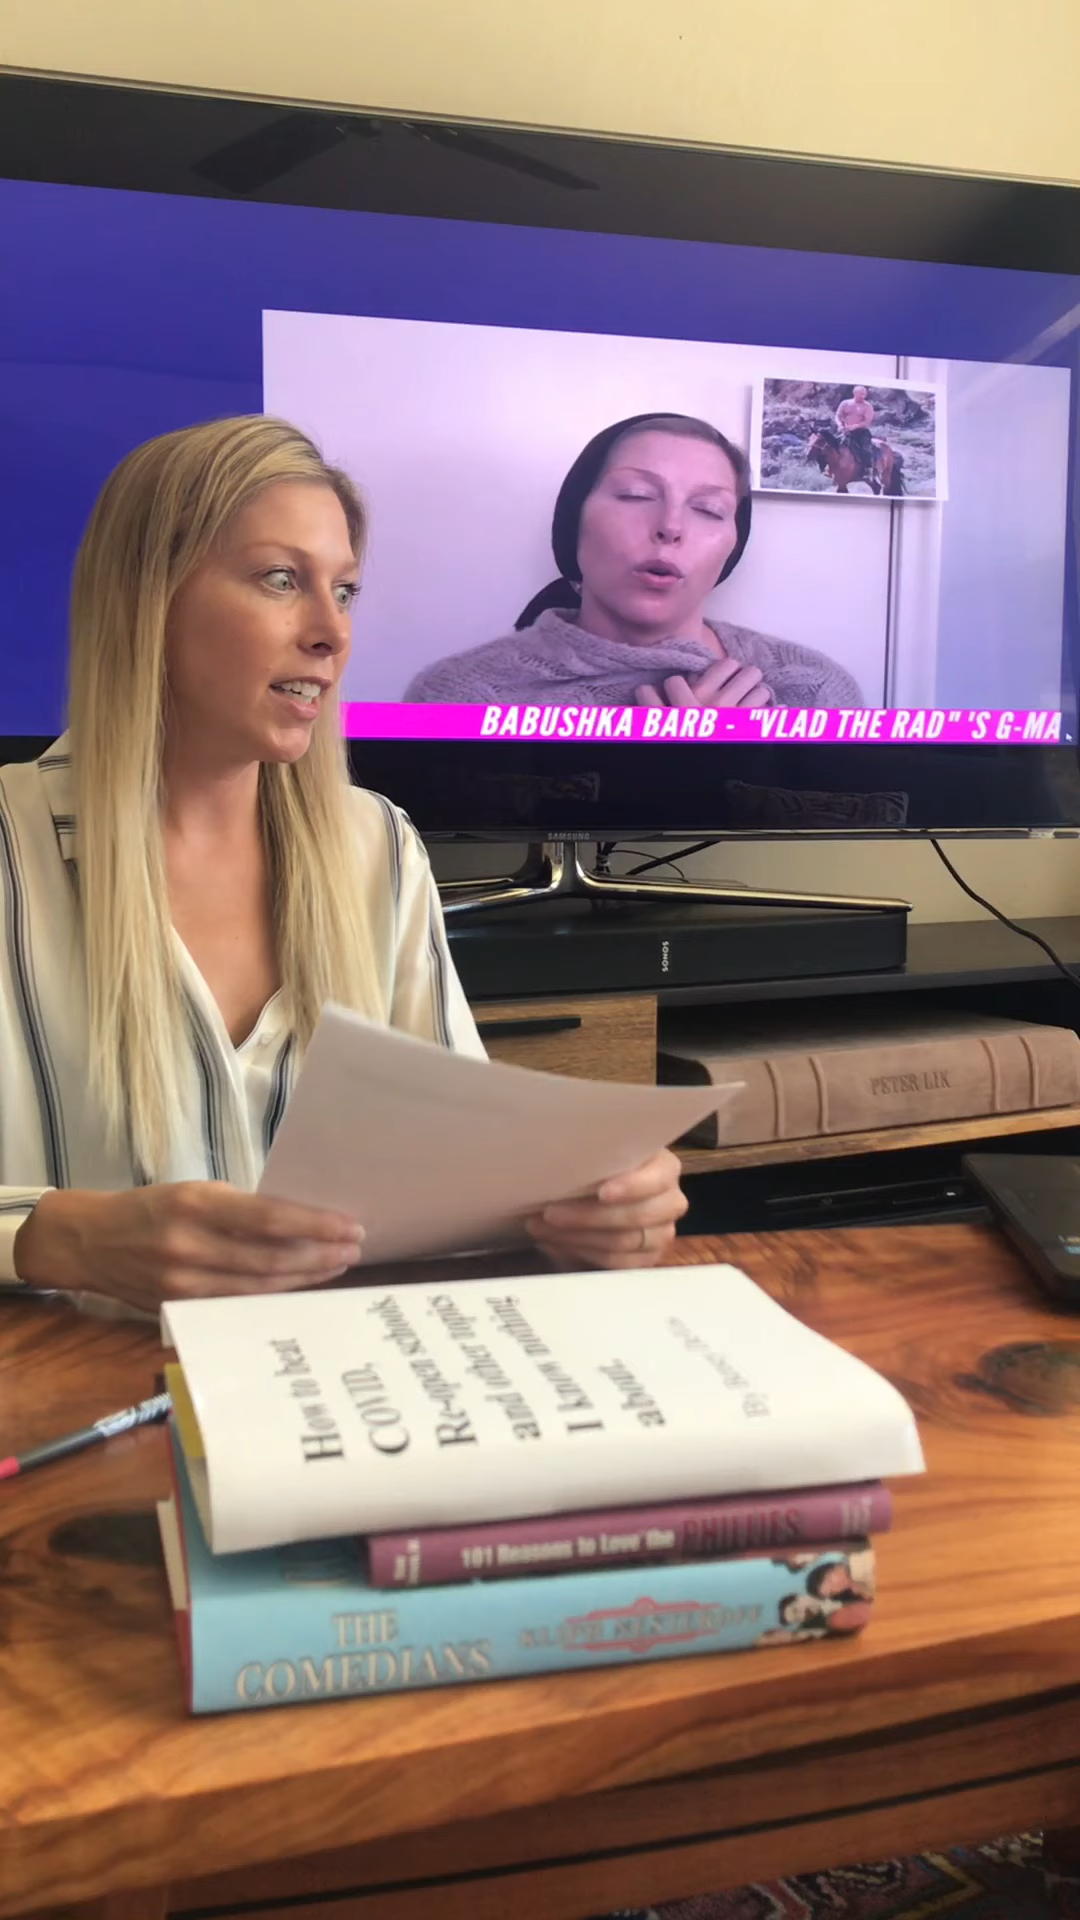 BABUSHKA BARB - "VLAD THE RAD" 'S G-MA
SAMSUNG
SONOS
PETER LIK
How to beat
COVID,
Re-open schools,
and other topics
I know nothing
about.
101 Reasons to Love the PHILLIES
THE
COMEDIANS